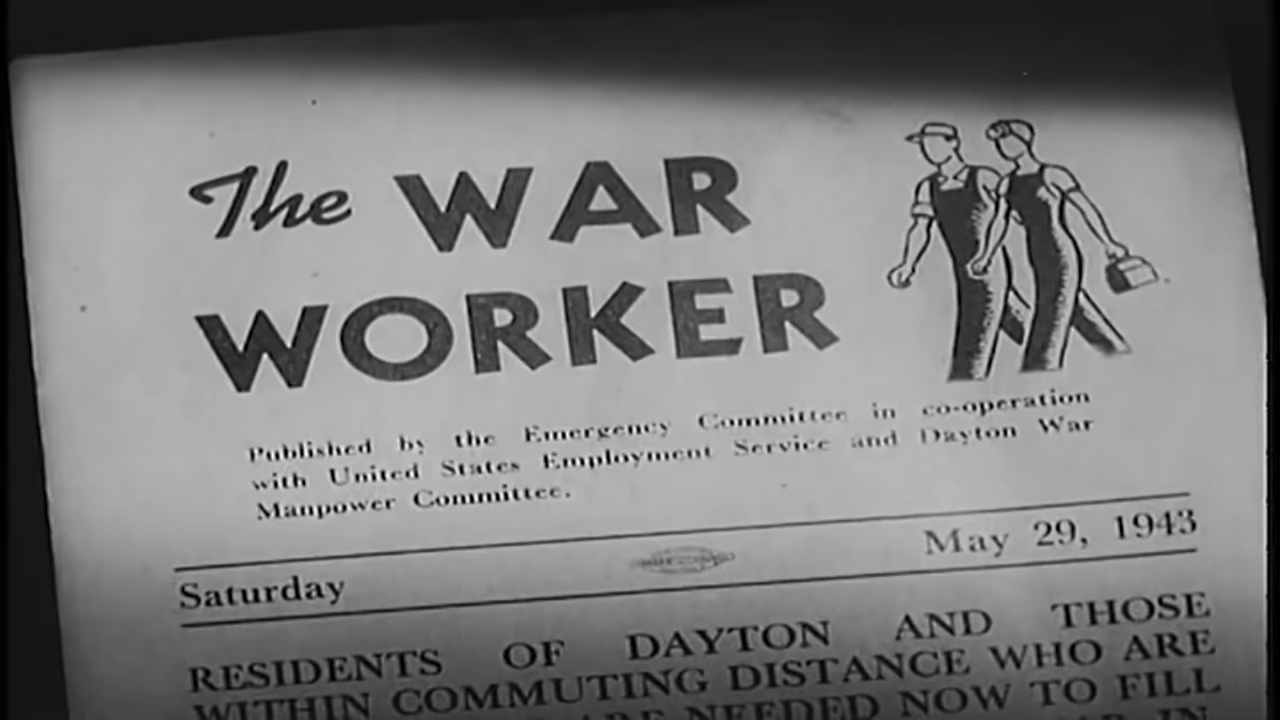 The WAR
WORKER
Published by the Emergency Committee in co-operation
with United States Employment Service and Dayton War
Manpower Committee.
Saturday May 29, 1943
RESIDENTS OF DAYTON AND THOSE
WITHIN COMMUTING DISTANCE WHO ARE
ARE NEEDED NOW TO FILL
IN